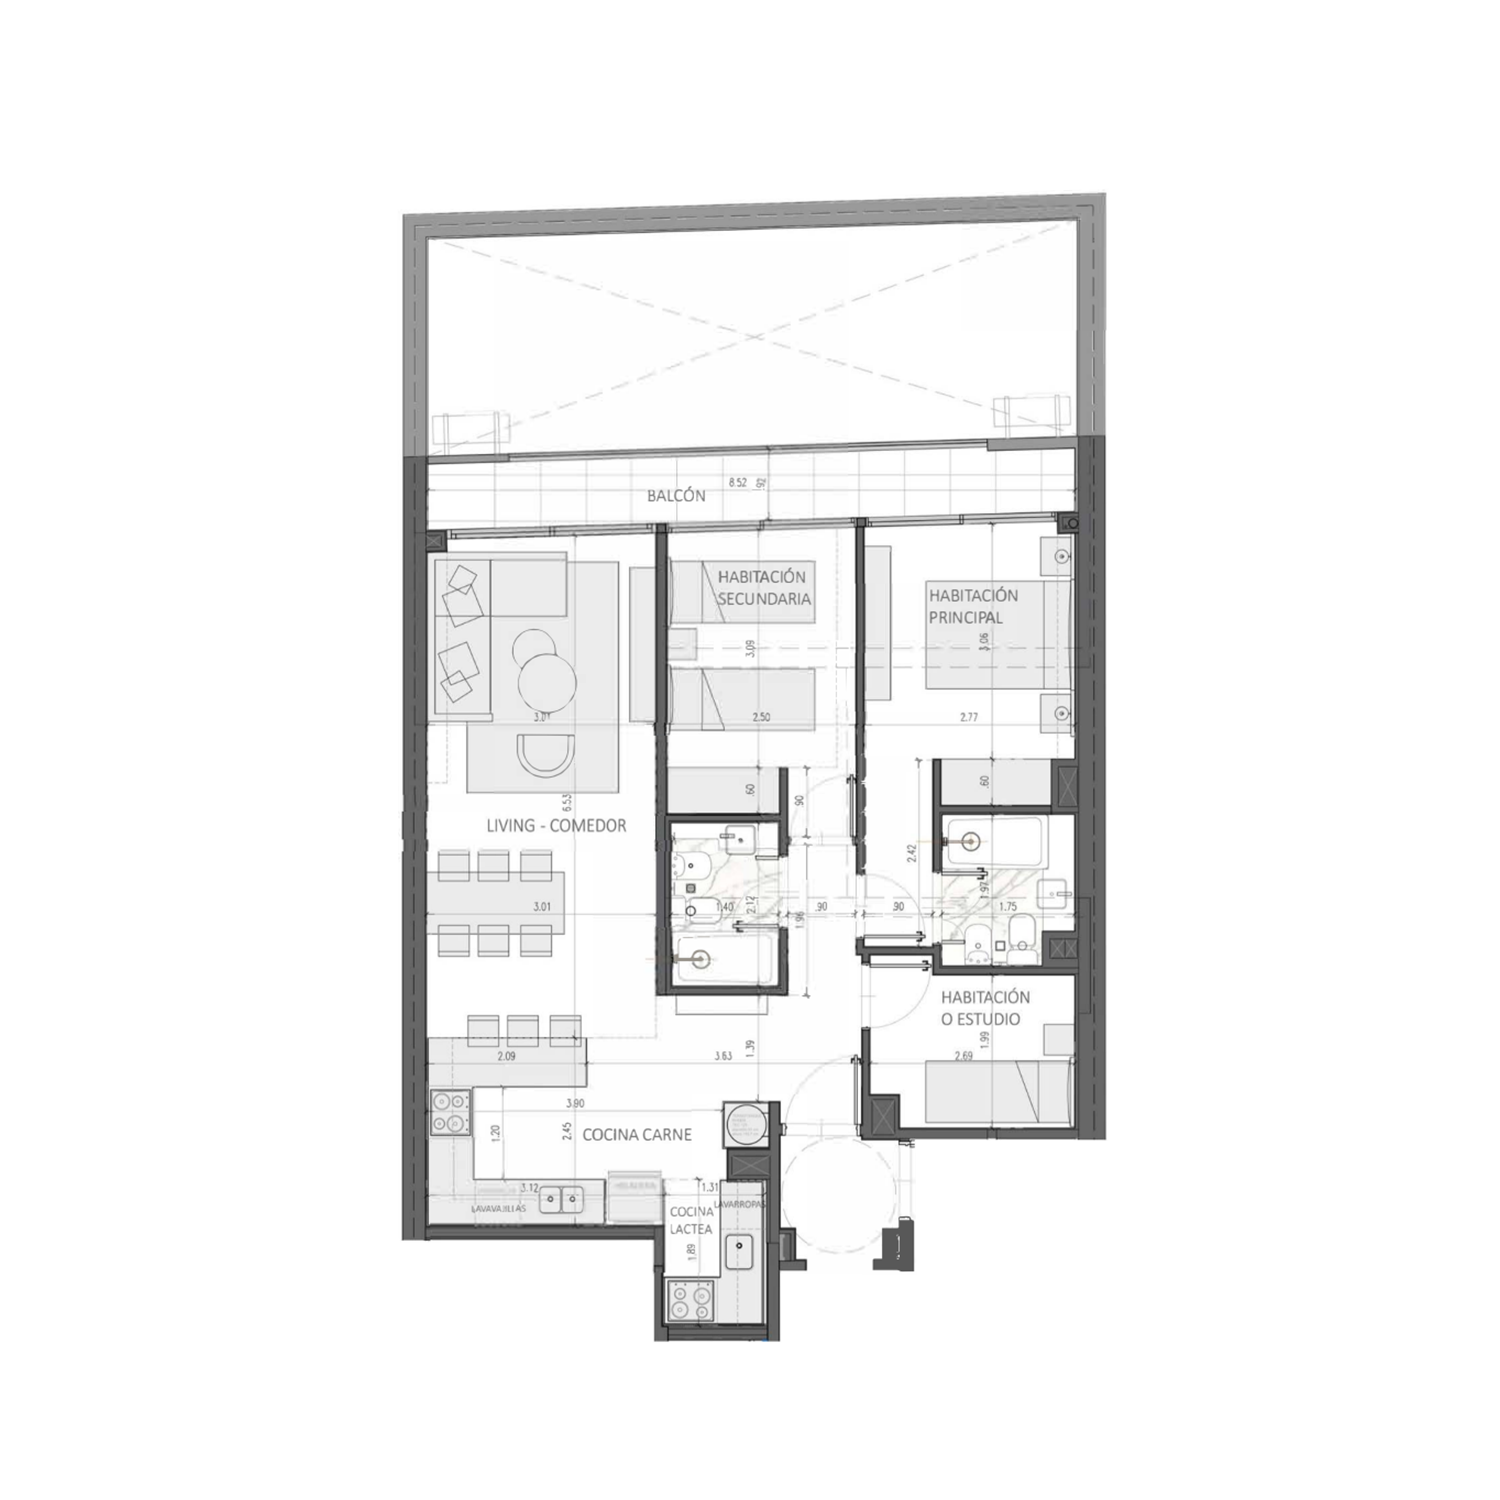 8.52
.92
BALCÓN
HABITACIÓN
SECUNDARIA
HABITACIÓN
PRINCIPAL
3.09
3.06
3.01
2.50
2.77
.60
.60
.90
6.53
LIVING - COMEDOR
2.42
1.97
3.01
1.40
2.12
.90
1.96
.90
1.75
HABITACIÓN
O ESTUDIO
1.99
2.09
3.63
1.39
2.69
3.90
1.20
2.45
COCINA CARNE
3.12
1.31
LAVAVAJILLAS
HELADERA
LAVARROPAS
COCINA
LACTEA
1.89